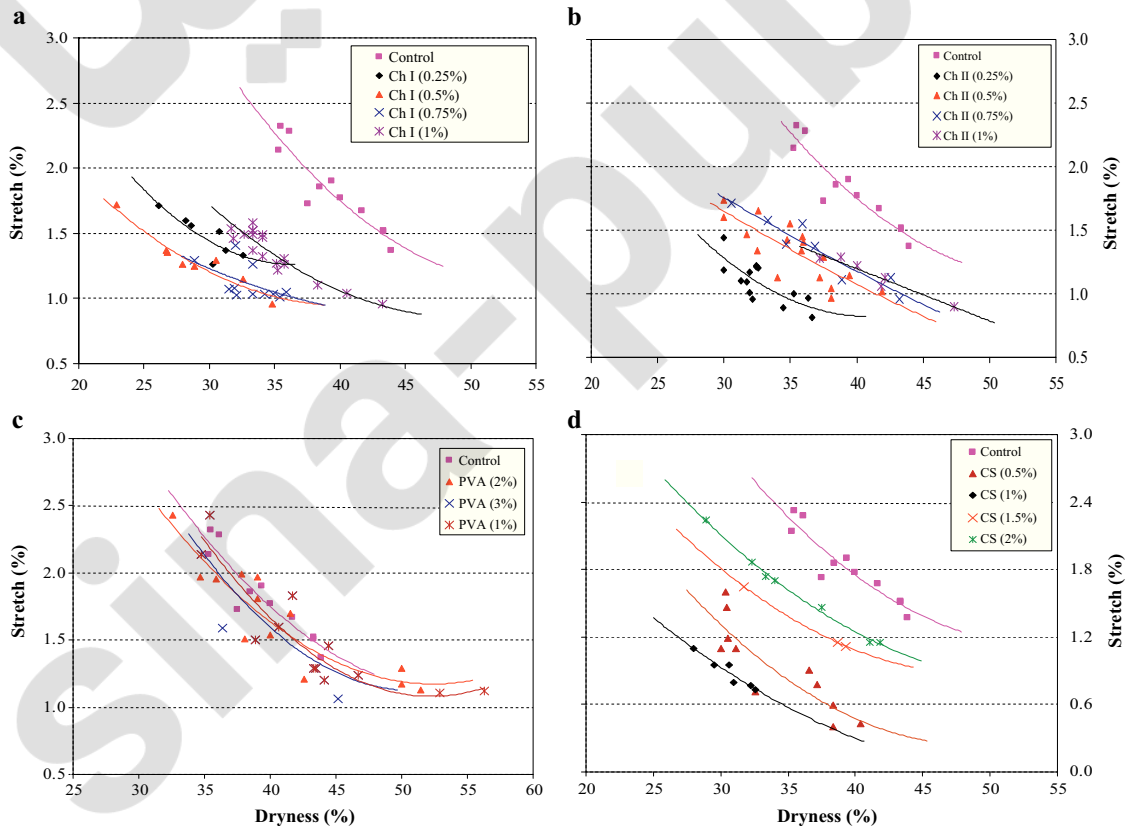 a
Stretch (%)
3.0
2.5
2.0
1.5
1.0
0.5
20 25 30 35 40 45 50 55
Control
Ch I (0.25%)
Ch I (0.5%)
Ch I (0.75%)
Ch I (1%)
b
Stretch (%)
3.0
2.5
2.0
1.5
1.0
0.5
20 25 30 35 40 45 50 55
Control
Ch II (0.25%)
Ch II (0.5%)
Ch II (0.75%)
Ch II (1%)
c
Stretch (%)
3.0
2.5
2.0
1.5
1.0
0.5
25 30 35 40 45 50 55 60
Dryness (%)
Control
PVA (2%)
PVA (3%)
PVA (1%)
d
Stretch (%)
3.0
2.4
1.8
1.2
0.6
0.0
20 25 30 35 40 45 50 55
Dryness (%)
Control
CS (0.5%)
CS (1%)
CS (1.5%)
CS (2%)
sina-pub